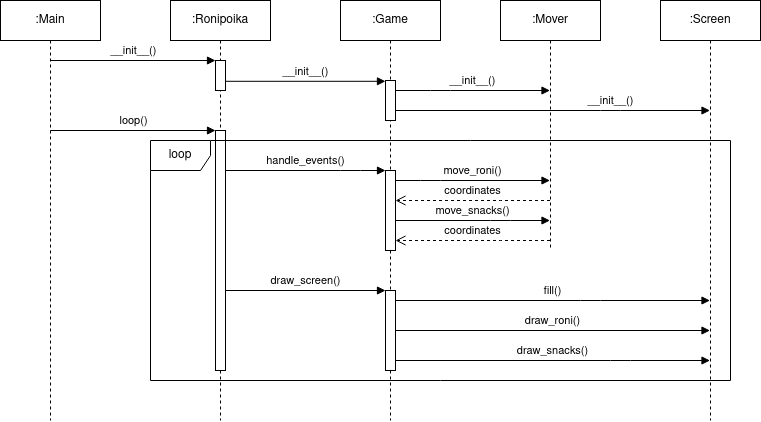 :Main
:Ronipoika
:Game
:Mover
:Screen
__init__()
__init__()
__init__()
__init__()
loop()
loop
handle_events()
move_roni()
coordinates
move_snacks()
coordinates
draw_screen()
fill()
draw_roni()
draw_snacks()